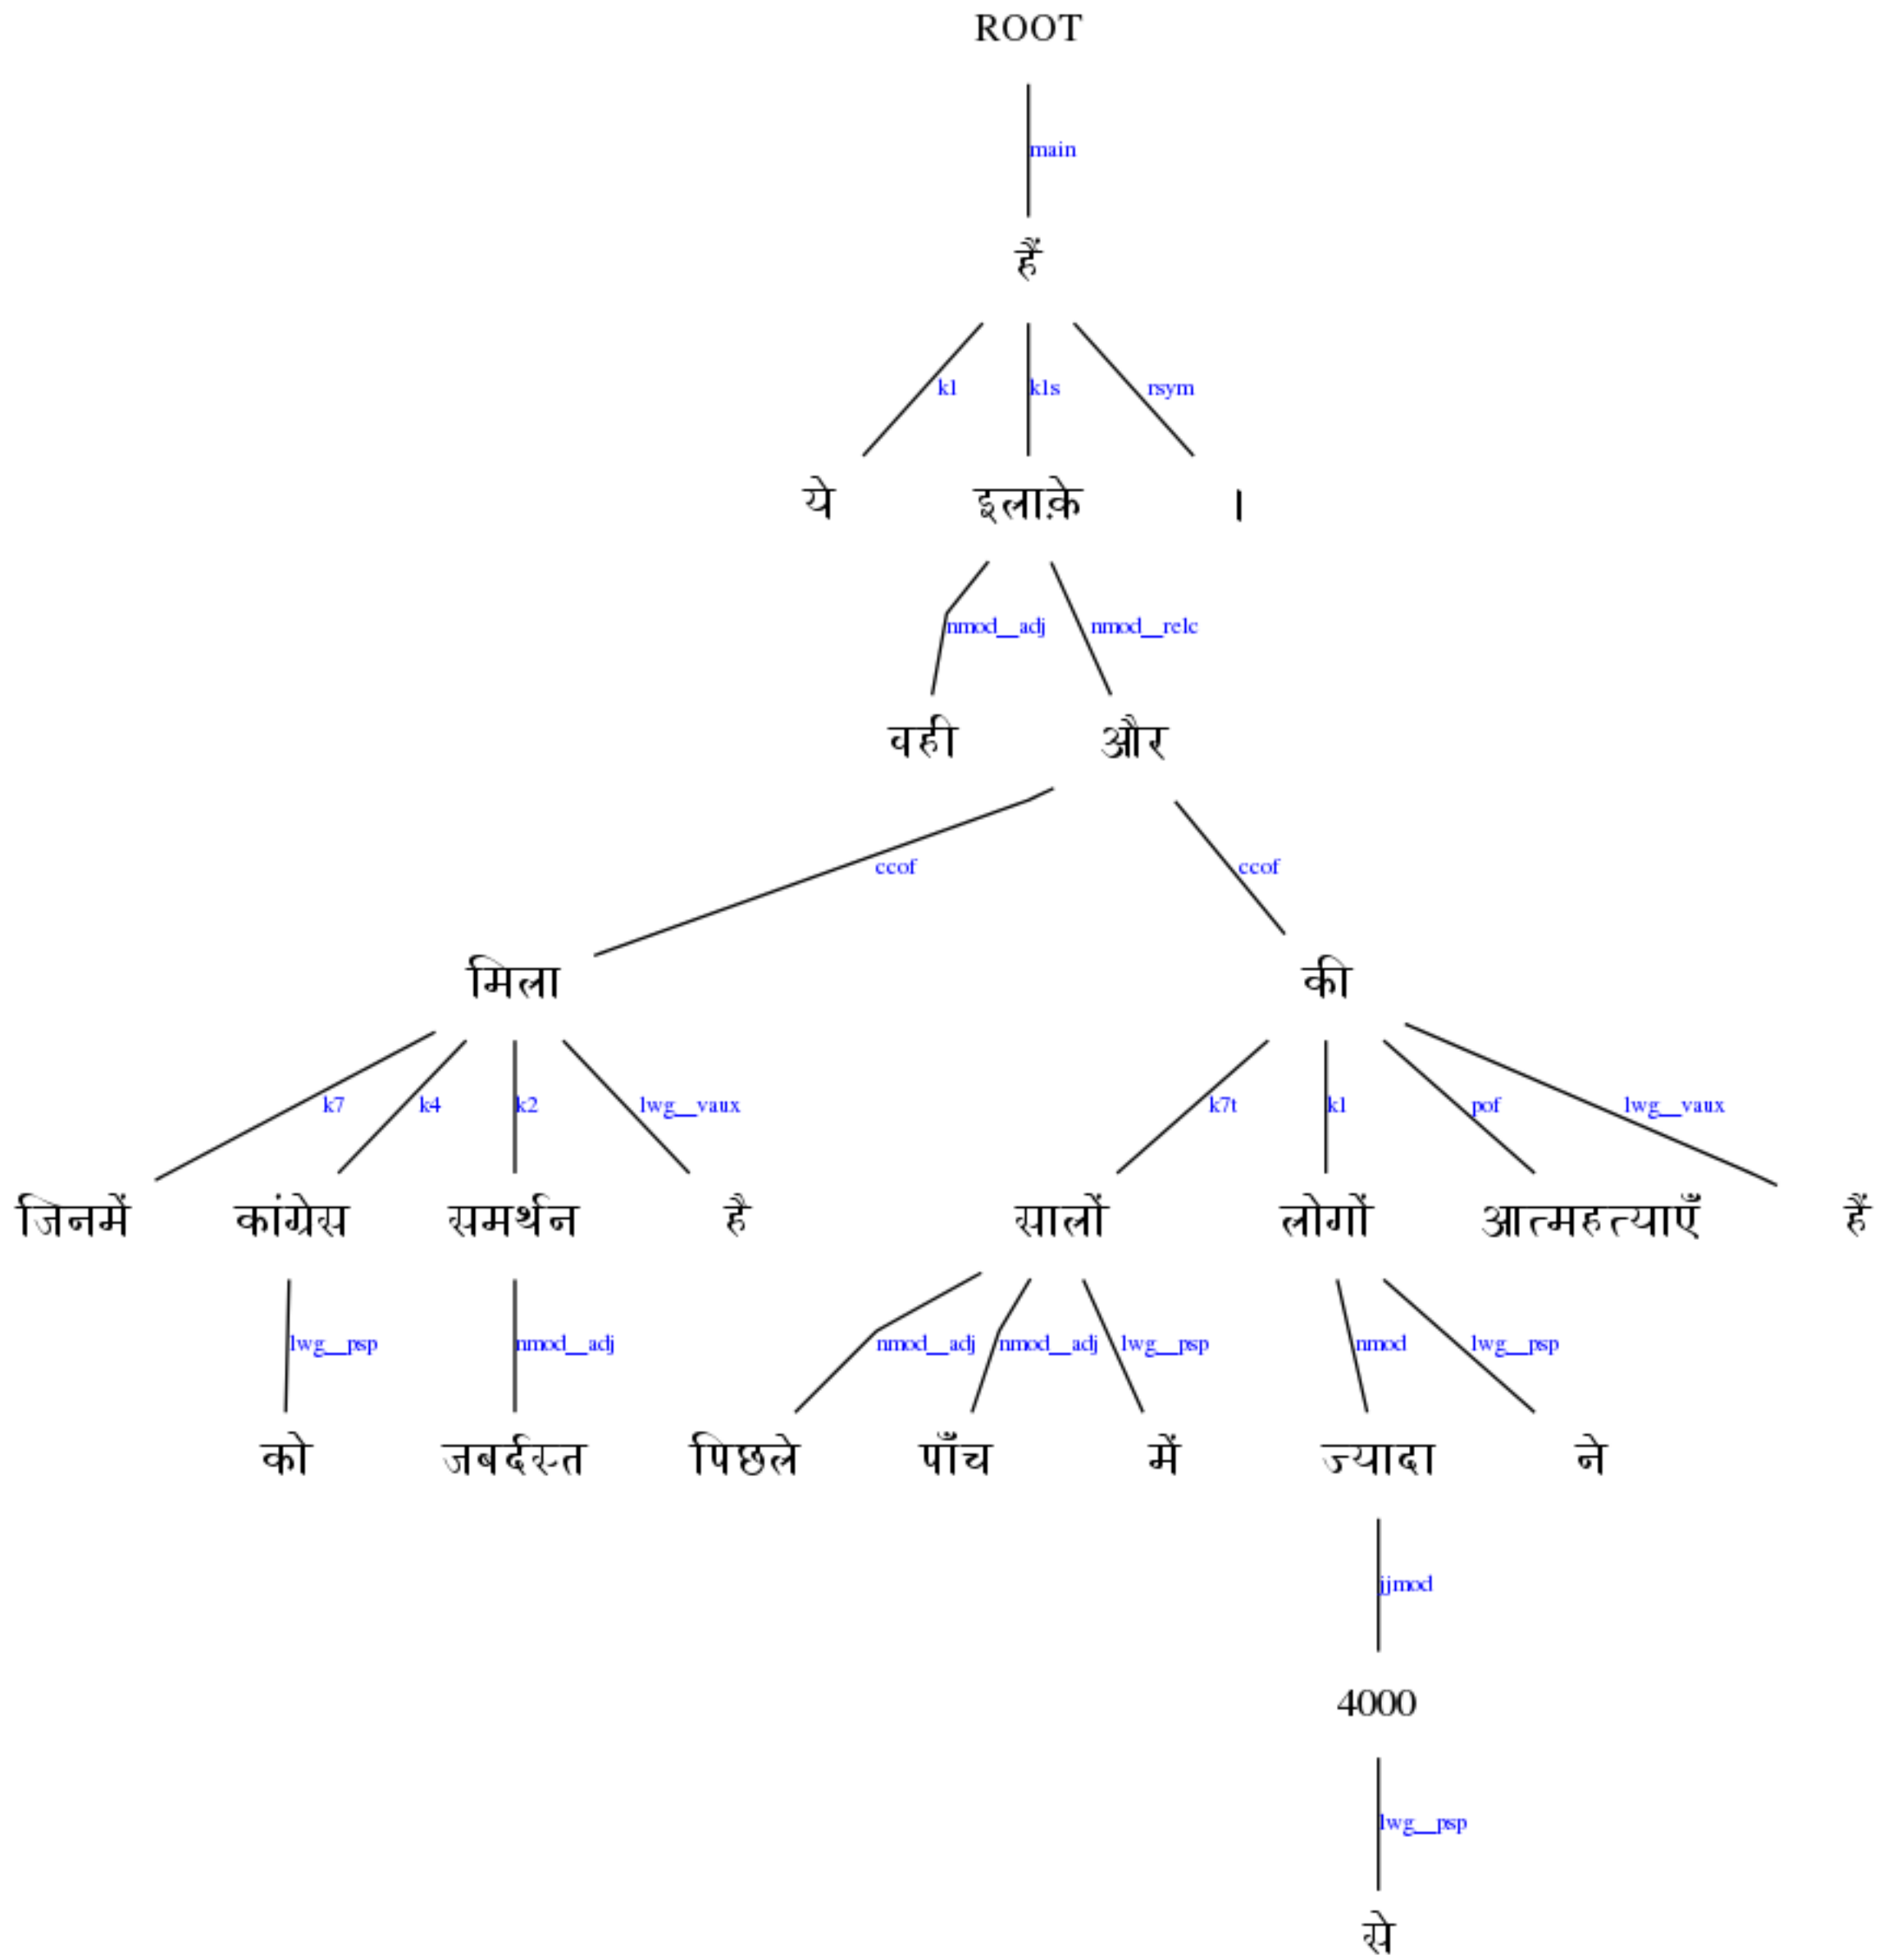 ROOT
main
हैं
k1 k1s rsym
ये इलाक़े ।
nmod__adj nmod__relc
वही और
ccof ccof
मिला की
k7 k4 k2 lwg__vaux k7t k1 pof lwg__vaux
जिनमें कांग्रेस समर्थन है सालों लोगों आत्महत्याएँ हैं
lwg__psp nmod__adj nmod__adj nmod__adj lwg__psp nmod lwg__psp
को जबर्दस्त पिछले पाँच में ज्यादा ने
jjmod
4000
lwg__psp
से